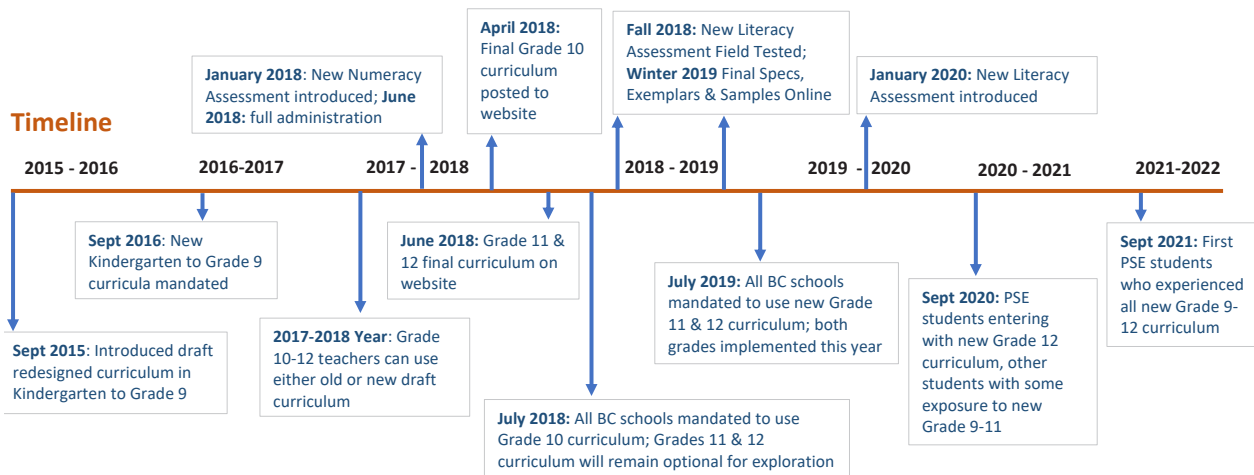 April 2018:
Final Grade 10
curriculum
posted to
website
Fall 2018: New Literacy
Assessment Field Tested;
Winter 2019 Final Specs,
Exemplars & Samples Online
January 2018: New Numeracy
Assessment introduced; June
2018: full administration
January 2020: New Literacy
Assessment introduced
Timeline
2015 - 2016
2016-2017
2017 - 2018
2018 - 2019
2019 - 2020
2020 - 2021
2021-2022
Sept 2016: New
Kindergarten to Grade 9
curricula mandated
June 2018: Grade 11 &
12 final curriculum on
website
Sept 2021: First
PSE students
who experienced
all new Grade 9-
12 curriculum
July 2019: All BC schools
mandated to use new Grade
11 & 12 curriculum; both
grades implemented this year
Sept 2020: PSE
students entering
with new Grade 12
curriculum, other
students with some
exposure to new
Grade 9-11
Sept 2015: Introduced draft
redesigned curriculum in
Kindergarten to Grade 9
2017-2018 Year: Grade
10-12 teachers can use
either old or new draft
curriculum
July 2018: All BC schools mandated to use
Grade 10 curriculum; Grades 11 & 12
curriculum will remain optional for exploration